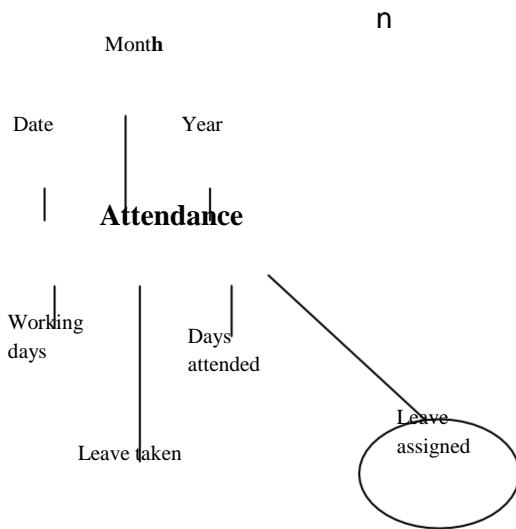 n
Month
Date
Year
Attendance
Working
days
Days
attended
Leave
assigned
Leave taken